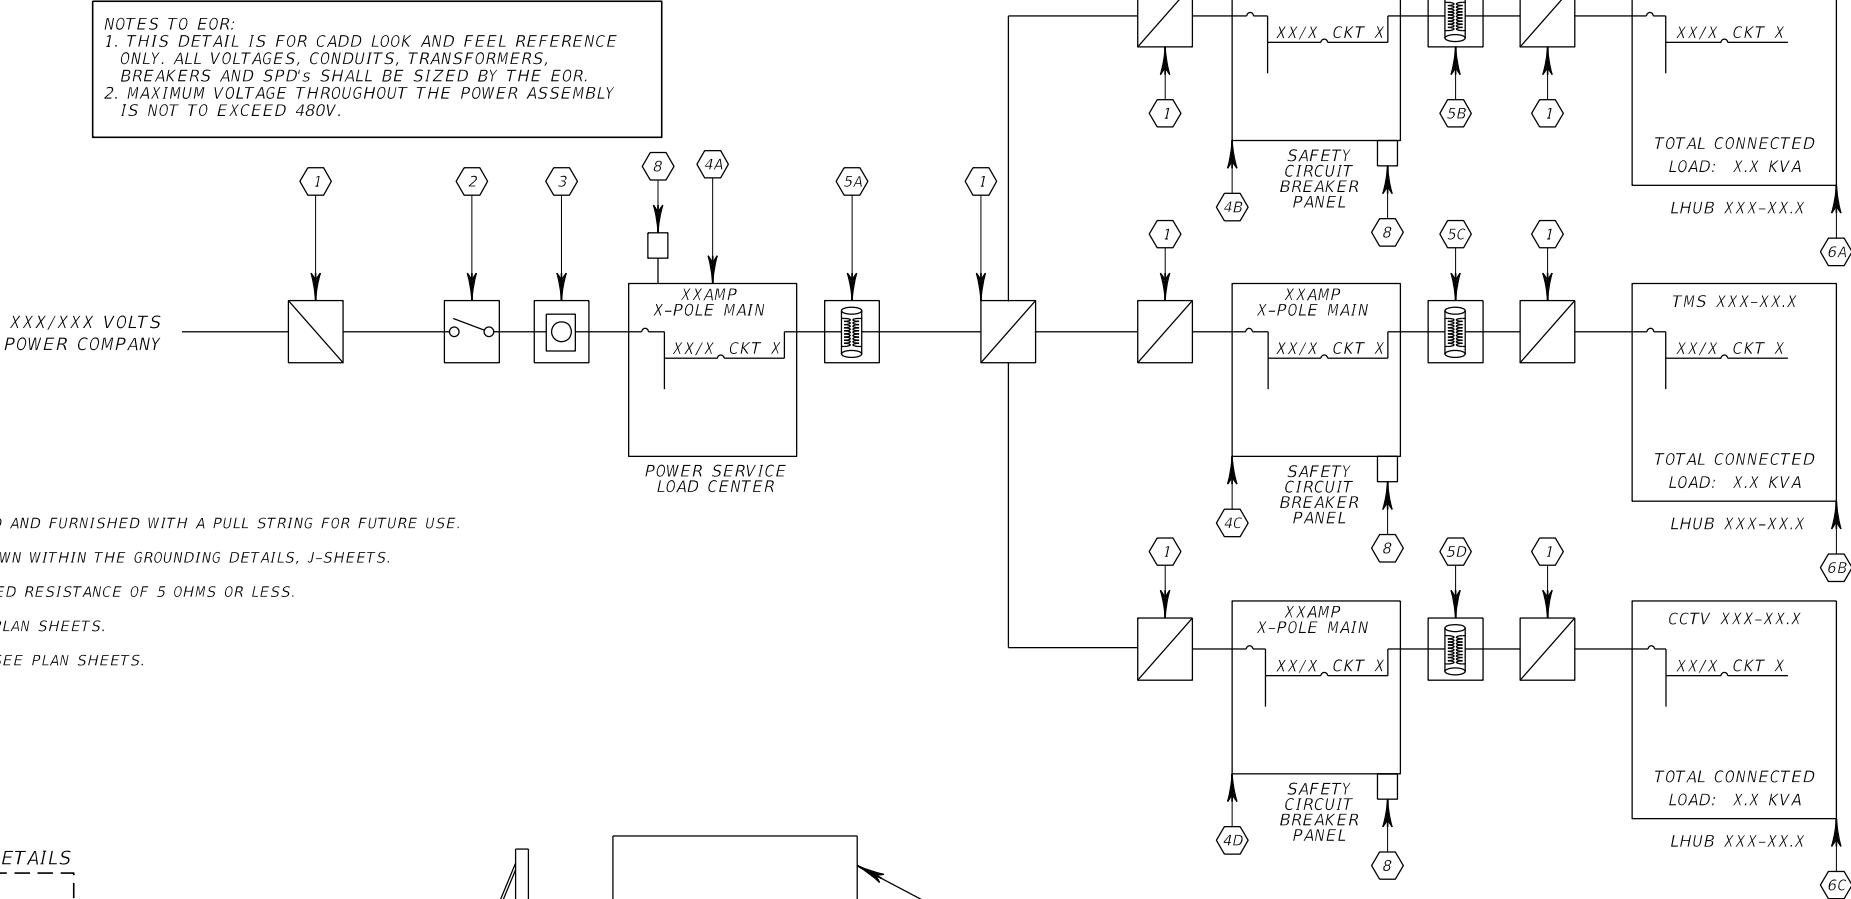 NOTES TO EOR:
1. THIS DETAIL IS FOR CADD LOOK AND FEEL REFERENCE
ONLY. ALL VOLTAGES, CONDUITS, TRANSFORMERS,
BREAKERS AND SPD's SHALL BE SIZED BY THE EOR.
2. MAXIMUM VOLTAGE THROUGHOUT THE POWER ASSEMBLY
IS NOT TO EXCEED 480V.
XX/X CKT X
XX/X CKT X
1
5B
1
TOTAL CONNECTED
LOAD: X.X KVA
SAFETY
CIRCUIT
BREAKER
PANEL
4B
8
LHUB XXX-XX.X
6A
1
2
3
8
4A
5A
1
1
5C
1
XXX/XXX VOLTS
POWER COMPANY
XXAMP
X-POLE MAIN
XX/X CKT X
POWER SERVICE
LOAD CENTER
XXAMP
X-POLE MAIN
XX/X CKT X
TMS XXX-XX.X
XX/X CKT X
TOTAL CONNECTED
LOAD: X.X KVA
SAFETY
CIRCUIT
BREAKER
PANEL
4C
8
LHUB XXX-XX.X
6B
AND FURNISHED WITH A PULL STRING FOR FUTURE USE.
WITHIN THE GROUNDING DETAILS, J-SHEETS.
RESISTANCE OF 5 OHMS OR LESS.
SHEETS.
SEE PLAN SHEETS.
1
5D
1
XXAMP
X-POLE MAIN
XX/X CKT X
CCTV XXX-XX.X
XX/X CKT X
TOTAL CONNECTED
LOAD: X.X KVA
SAFETY
CIRCUIT
BREAKER
PANEL
4D
8
LHUB XXX-XX.X
6C
ETAILS